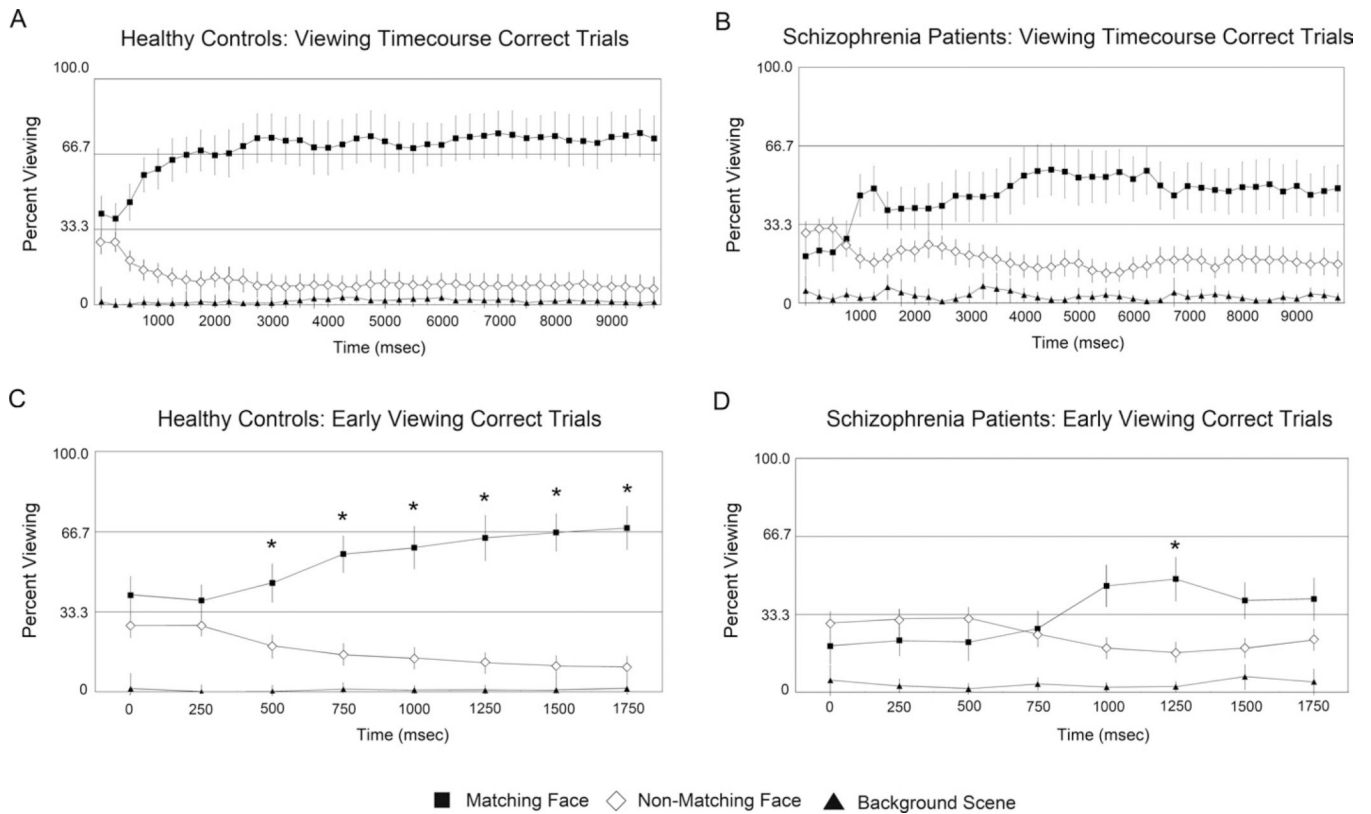 A
Healthy Controls: Viewing Timecourse Correct Trials
100.0
66.7
33.3
0
Percent Viewing
1000 2000 3000 4000 5000 6000 7000 8000 9000
Time (msec)
B
Schizophrenia Patients: Viewing Timecourse Correct Trials
100.0
66.7
33.3
0
Percent Viewing
1000 2000 3000 4000 5000 6000 7000 8000 9000
Time (msec)
C
Healthy Controls: Early Viewing Correct Trials
100.0
66.7
33.3
0
Percent Viewing
* * * * * *
0 250 500 750 1000 1250 1500 1750
Time (msec)
D
Schizophrenia Patients: Early Viewing Correct Trials
100.0
66.7
33.3
0
Percent Viewing
*
0 250 500 750 1000 1250 1500 1750
Time (msec)
Matching Face Non-Matching Face Background Scene